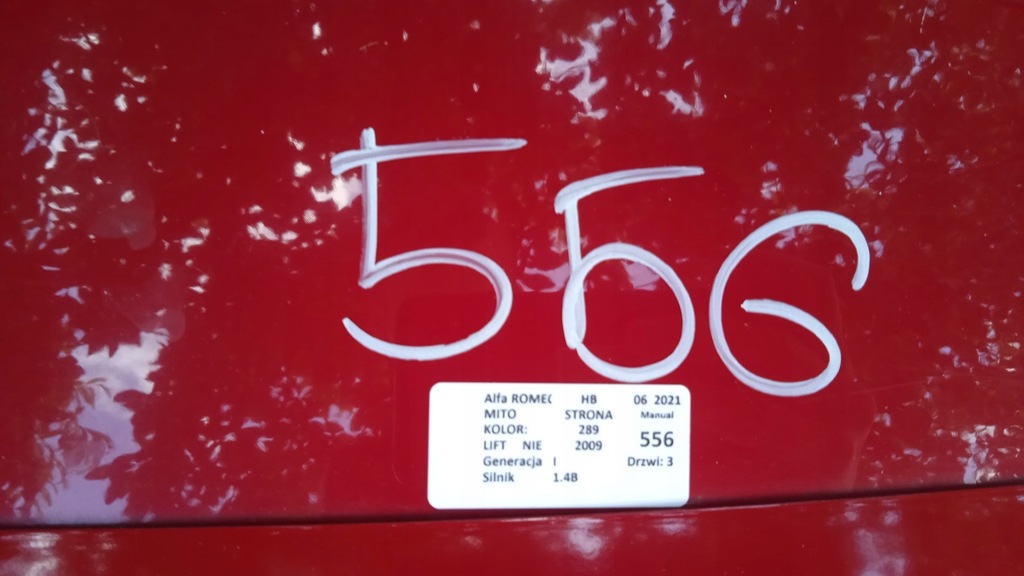 556
Alfa ROMEO HB 06 2021
MITO STRONA Manual
KOLOR: 289
LIFT NIE 2009 556
Generacja I Drzwi: 3
Silnik 1.4B